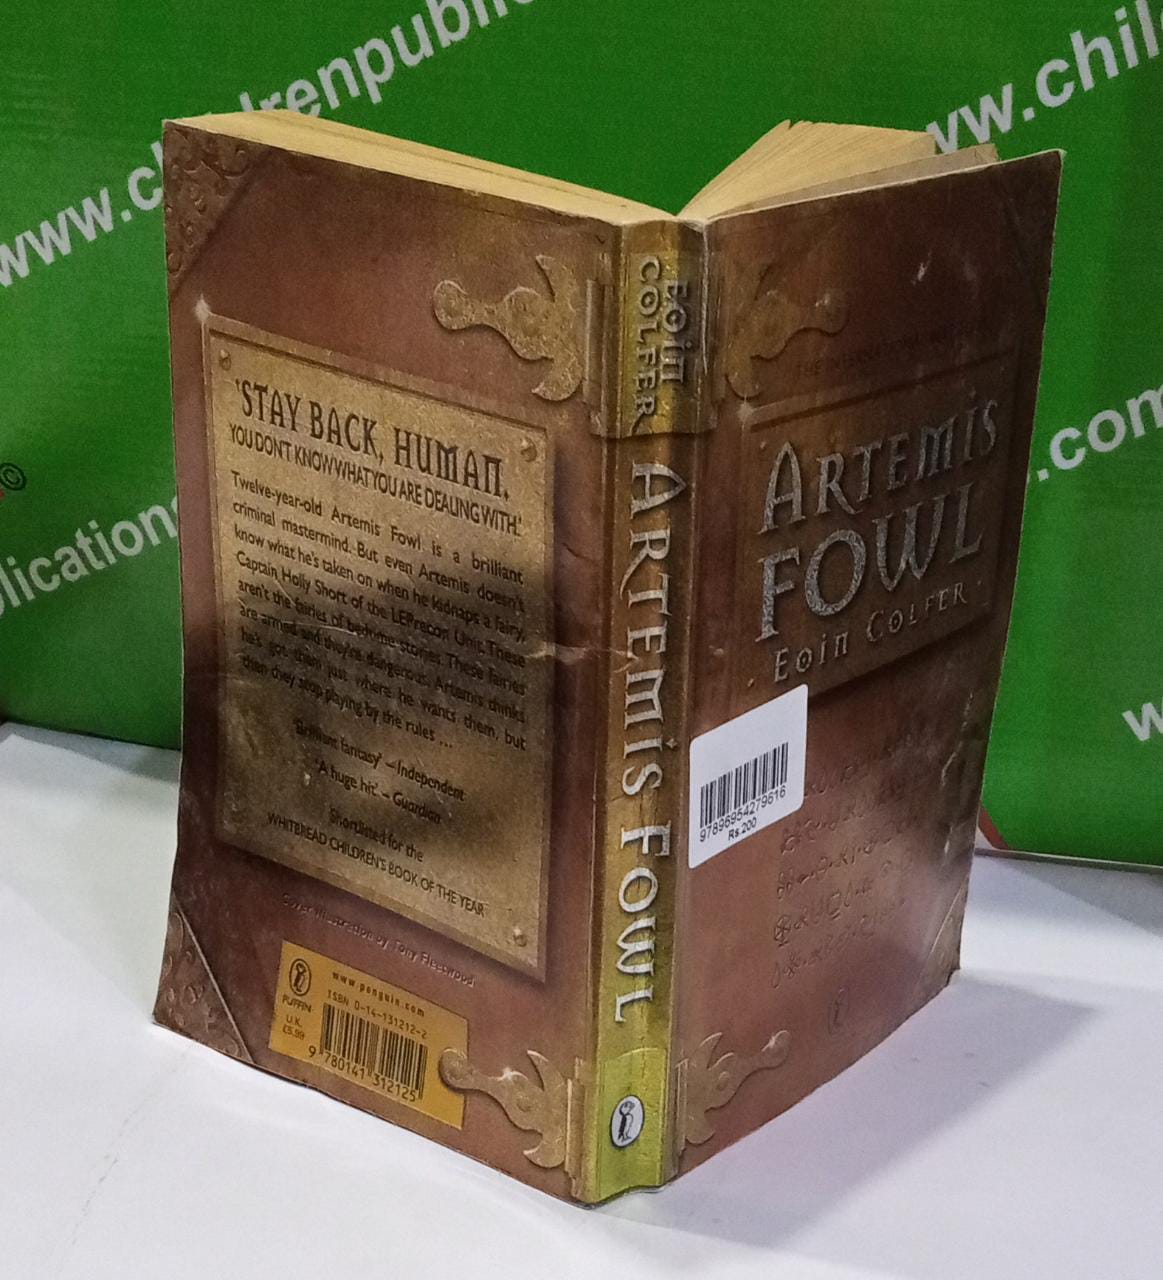 www.childrenpublic
www.chil
.com
©
plications
w
'STAY BACK, HUMAN.
YOU DON'T KNOW WHAT YOU ARE DEALING WITH.'
Twelve-year-old Artemis Fowl is a brilliant
criminal mastermind. But even Artemis doesn't
know what he's taken on when he kidnaps a fairy,
Captain Holly Short of the LEPrecon Unit. These
aren't the fairies of bedtime stories. These fairies
are armed and they're dangerous. Artemis thinks
he's got them just where he wants them, but
then they stop playing by the rules ...
'Brilliant fantasy' – Independent
'A huge hit' – Guardian
Shortlisted for the
WHITBREAD CHILDREN'S BOOK OF THE YEAR
Cover illustration by Tony Fleetwood
PUFFIN
U.K.
£5.99
www.penguin.com
ISBN 0-14-131212-2
9 780141 312125
EOIN
COLFER
ARTEMIS FOWL
THE INTERNATIONAL
ARTEMIS
FOWL
EOIN COLFER
97896954279616
Rs.200